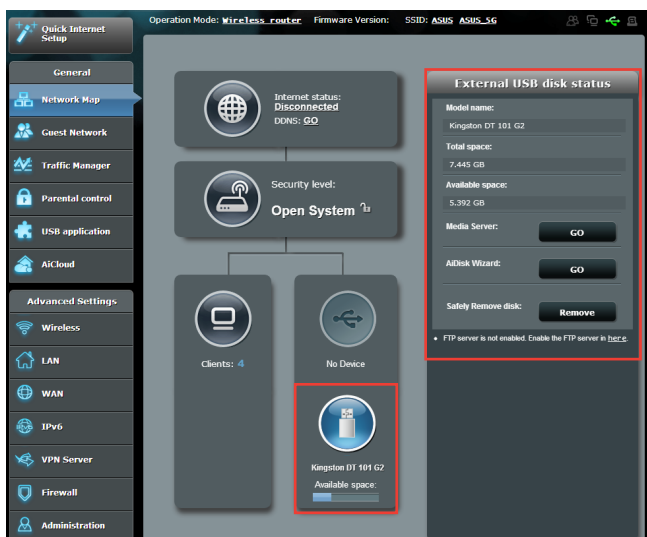 Quick Internet
Setup
Operation Mode: Wireless router Firmware Version: SSID: ASUS ASUS_5G
General
Network Map
Guest Network
Traffic Manager
Parental control
USB application
AiCloud
Advanced Settings
Wireless
LAN
WAN
IPv6
VPN Server
Firewall
Administration
Internet status:
Disconnected
DDNS: GO
Security level:
Open System
Clients: 4
No Device
Kingston DT 101 G2
Available space:
External USB disk status
Model name:
Kingston DT 101 G2
Total space:
7.445 GB
Available space:
5.392 GB
Media Server: GO
AiDisk Wizard: GO
Safely Remove disk: Remove
• FTP server is not enabled. Enable the FTP server in here.